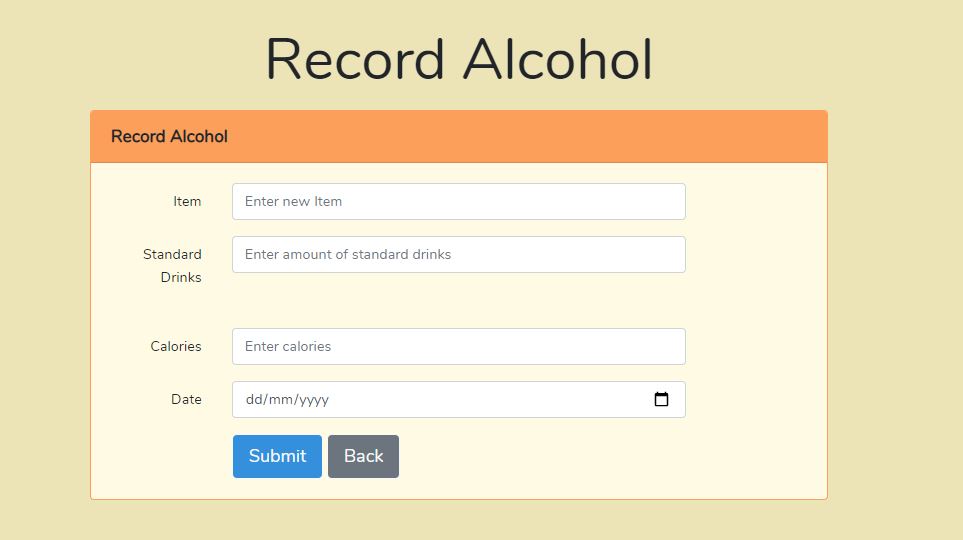 Record Alcohol
Record Alcohol
Item
Enter new Item
Standard
Drinks
Enter amount of standard drinks
Calories
Enter calories
Date
dd/mm/yyyy
Submit
Back